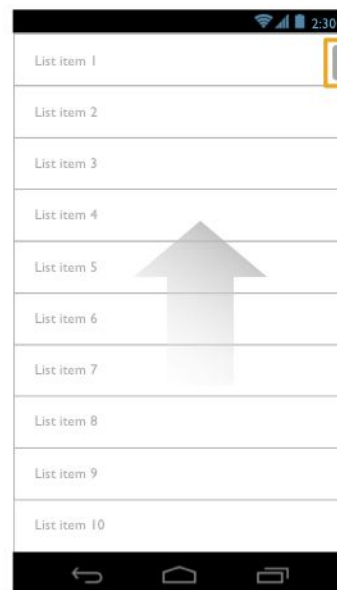 2:30
List item 1
List item 2
List item 3
List item 4
List item 5
List item 6
List item 7
List item 8
List item 9
List item 10